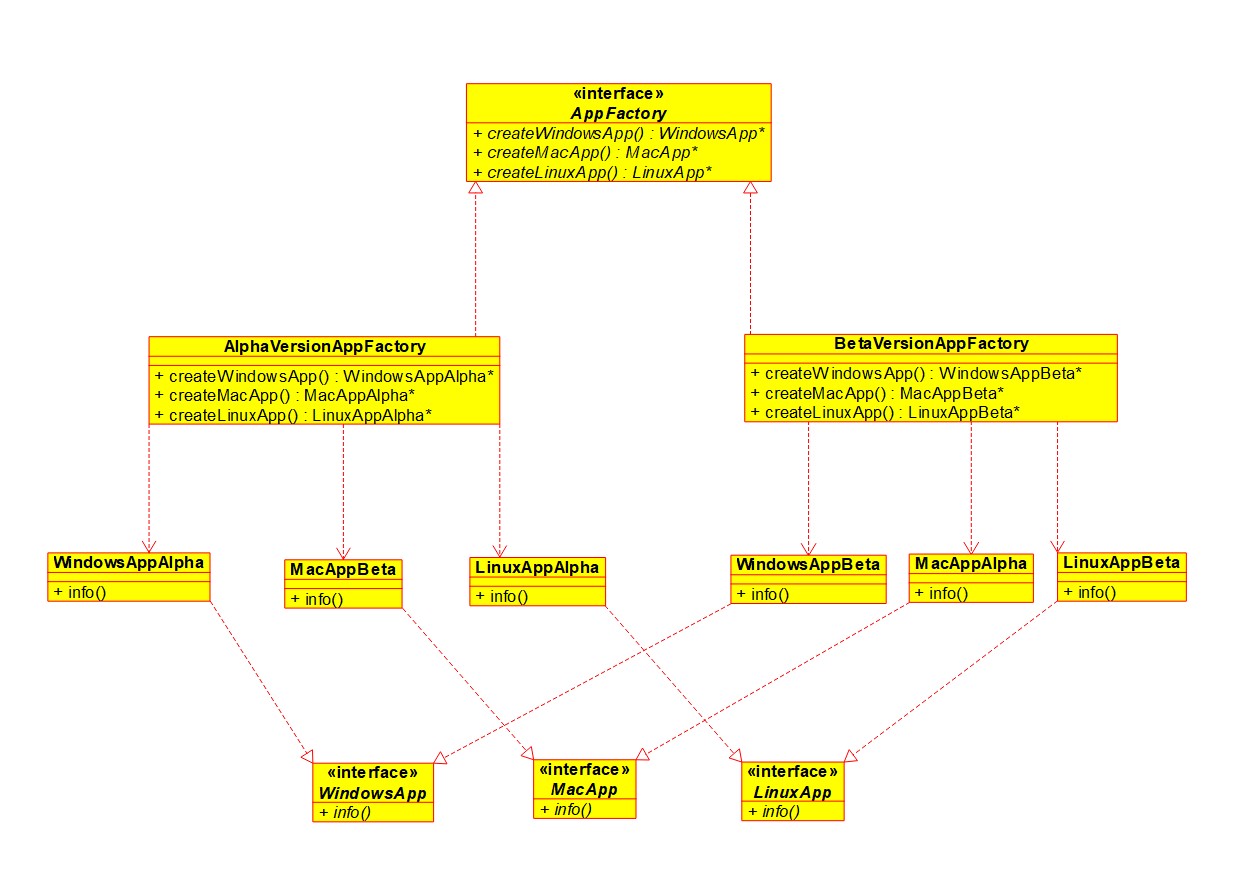 «interface»
AppFactory
+ createWindowsApp() : WindowsApp*
+ createMacApp() : MacApp*
+ createLinuxApp() : LinuxApp*
AlphaVersionAppFactory
+ createWindowsApp() : WindowsAppAlpha*
+ createMacApp() : MacAppAlpha*
+ createLinuxApp() : LinuxAppAlpha*
BetaVersionAppFactory
+ createWindowsApp() : WindowsAppBeta*
+ createMacApp() : MacAppBeta*
+ createLinuxApp() : LinuxAppBeta*
WindowsAppAlpha
+ info()
MacAppBeta
+ info()
LinuxAppAlpha
+ info()
WindowsAppBeta
+ info()
MacAppAlpha
+ info()
LinuxAppBeta
+ info()
«interface»
WindowsApp
+ info()
«interface»
MacApp
+ info()
«interface»
LinuxApp
+ info()